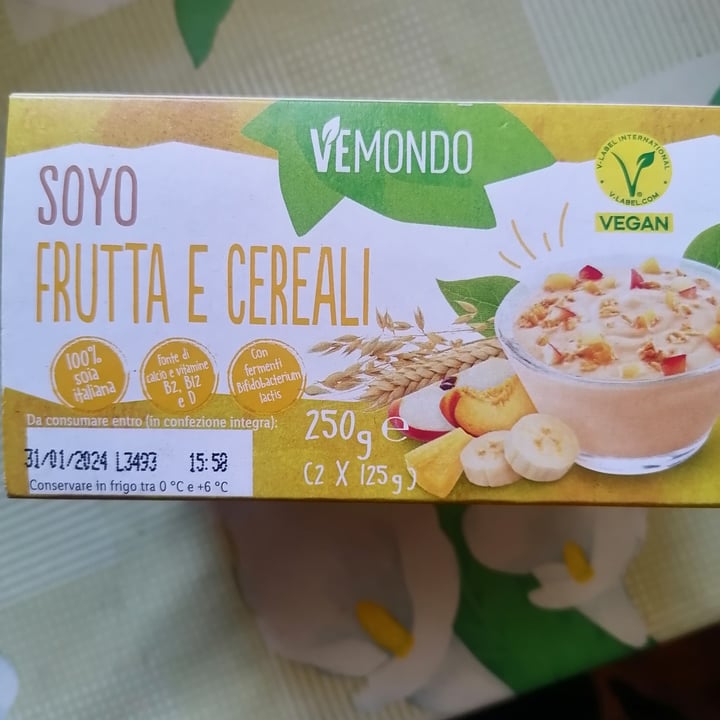 VEMONDO
SOYO
FRUTTA E CEREALI
V-LABEL INTERNATIONAL
V-LABEL.COM
VEGAN
100%
soia
italiana
Fonte di
calcio e vitamine
B2, B12
e D
Con
fermenti
Bifidobacterium
lactis
Da consumare entro (in confezione integra):
31/01/2024 L3493 15:58
Conservare in frigo tra 0 °C e +6 °C
250g e
(2 X 125g)